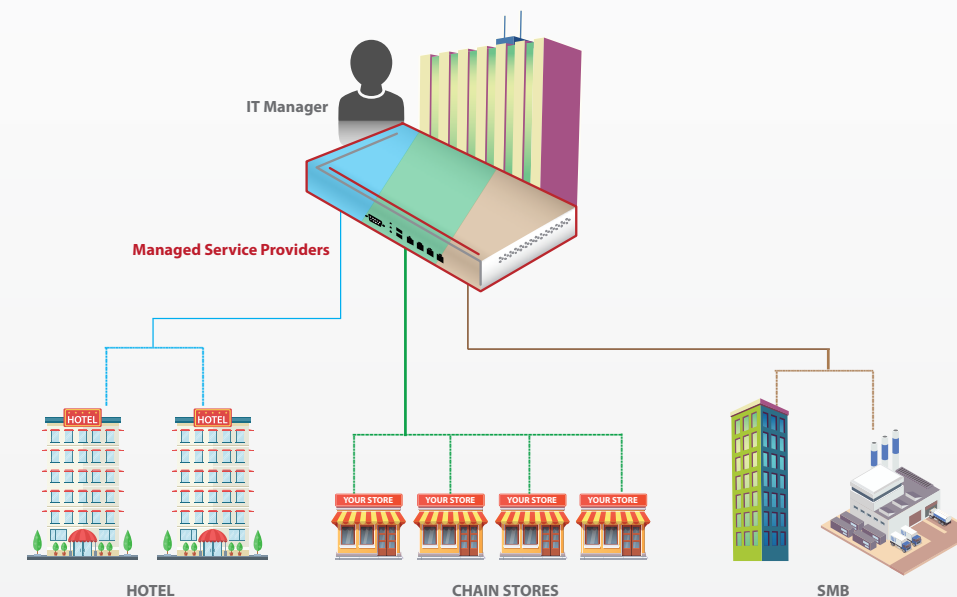 IT Manager
Managed Service Providers
HOTEL
HOTEL
YOUR STORE
YOUR STORE
YOUR STORE
YOUR STORE
HOTEL
CHAIN STORES
SMB